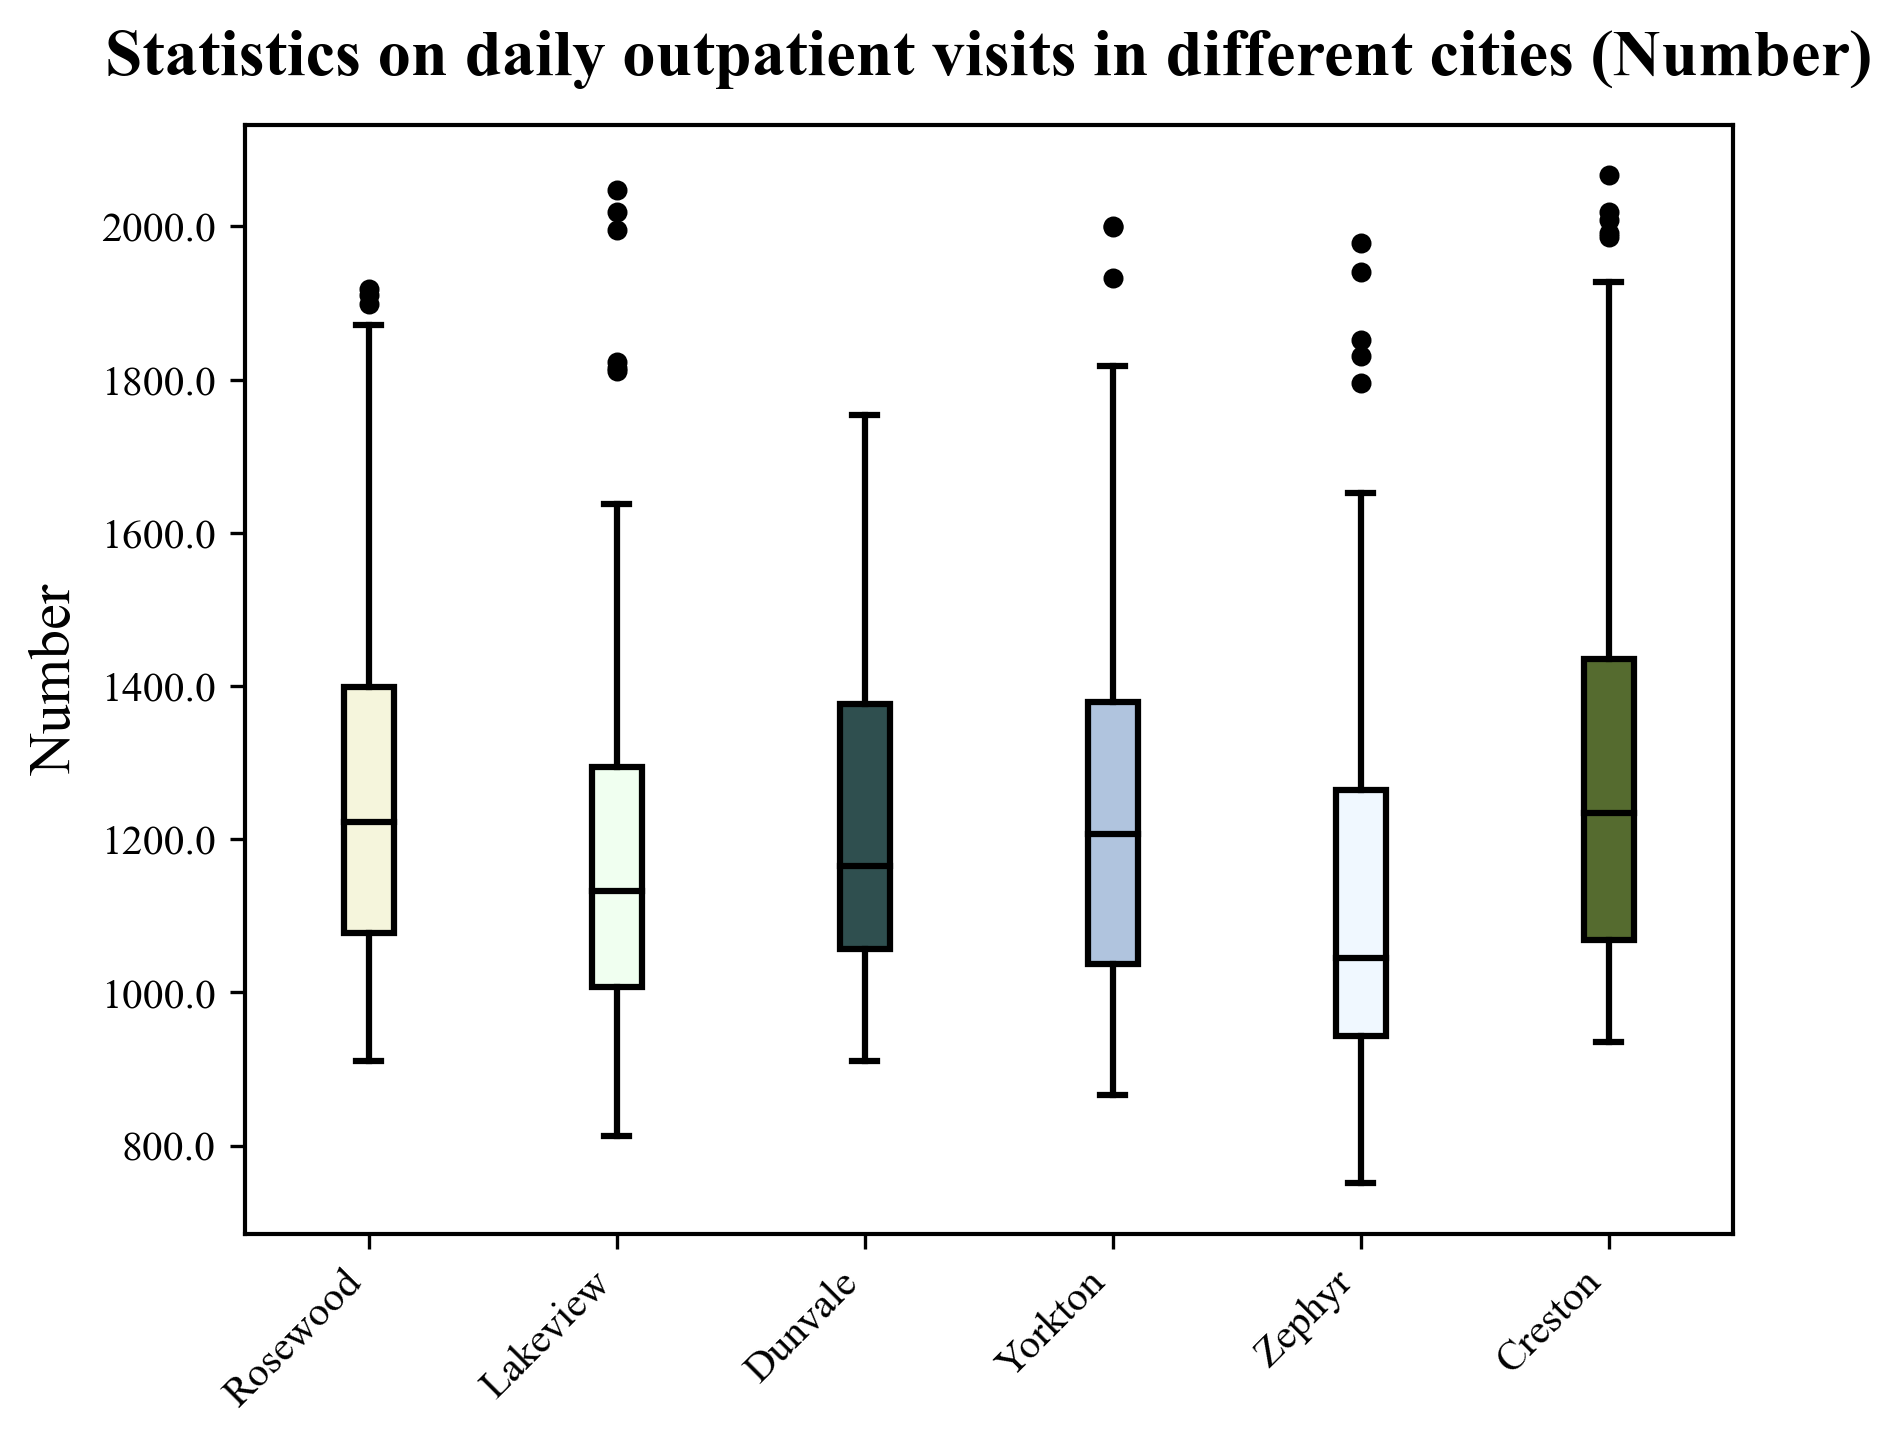 Statistics on daily outpatient visits in different cities (Number)
Number
2000.0
1800.0
1600.0
1400.0
1200.0
1000.0
800.0
Rosewood
Lakeview
Dunvale
Yorkton
Zephyr
Creston